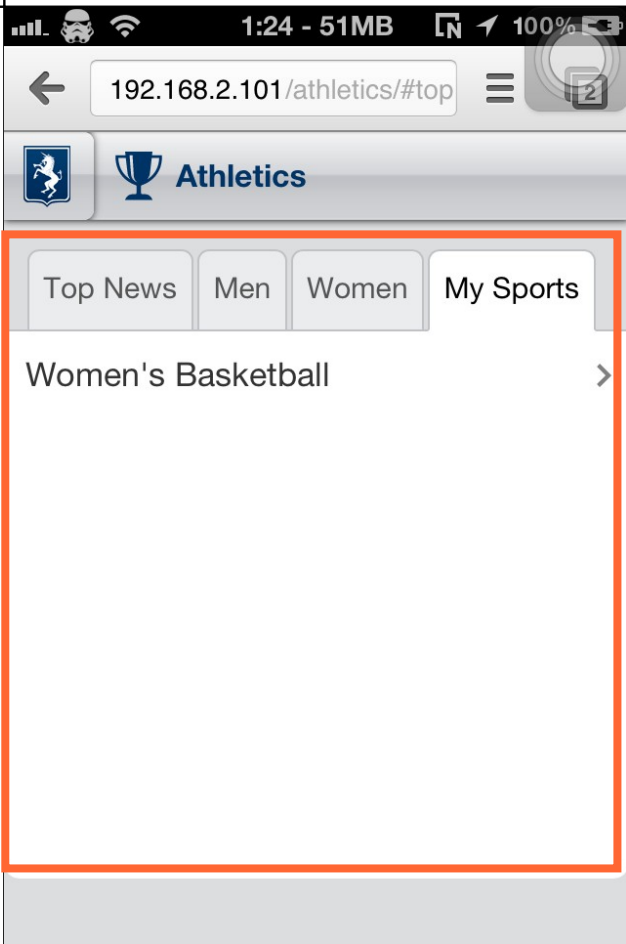 1:24 - 51MB 100%
192.168.2.101/athletics/#top 2
Athletics
Top News Men Women My Sports
Women's Basketball